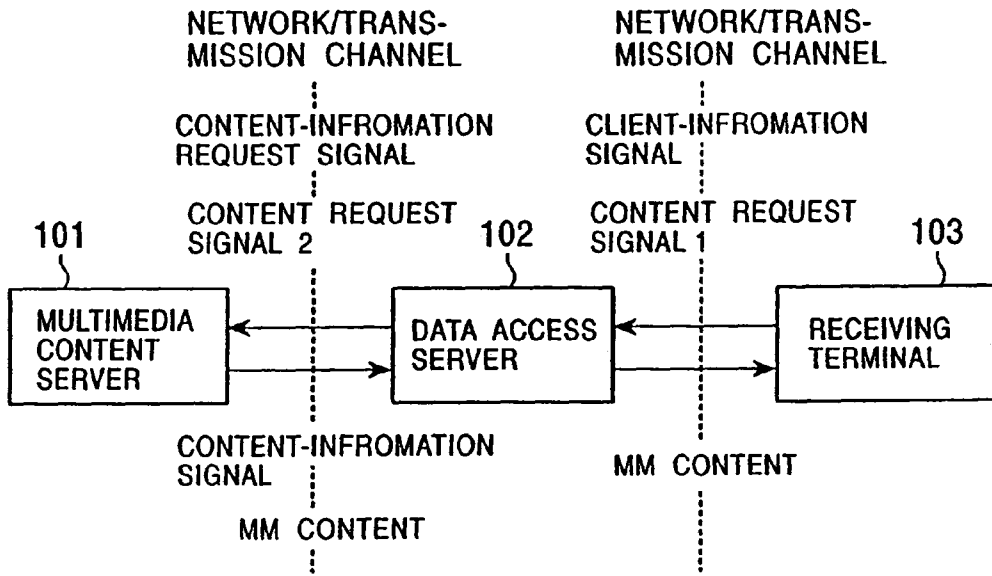 NETWORK/TRANS-
MISSION CHANNEL
NETWORK/TRANS-
MISSION CHANNEL
CONTENT-INFROMATION
REQUEST SIGNAL
CLIENT-INFROMATION
SIGNAL
CONTENT REQUEST
SIGNAL 2
CONTENT REQUEST
SIGNAL 1
101
102
103
MULTIMEDIA
CONTENT
SERVER
DATA ACCESS
SERVER
RECEIVING
TERMINAL
CONTENT-INFROMATION
SIGNAL
MM CONTENT
MM CONTENT